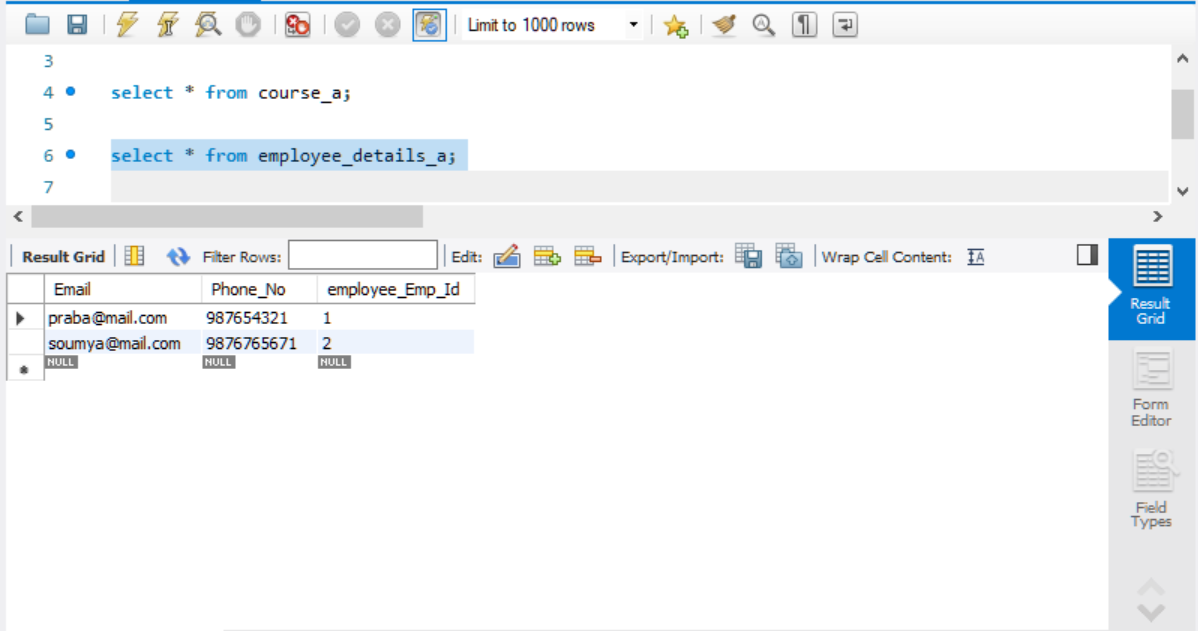 Limit to 1000 rows
3
4 select * from course_a;
5
6 select * from employee_details_a;
7
Result Grid Filter Rows: Edit: Export/Import: Wrap Cell Content: IA
Email Phone_No employee_Emp_Id
praba@mail.com 987654321 1
soumya@mail.com 9876765671 2
NULL NULL NULL
Result
Grid
Form
Editor
Field
Types